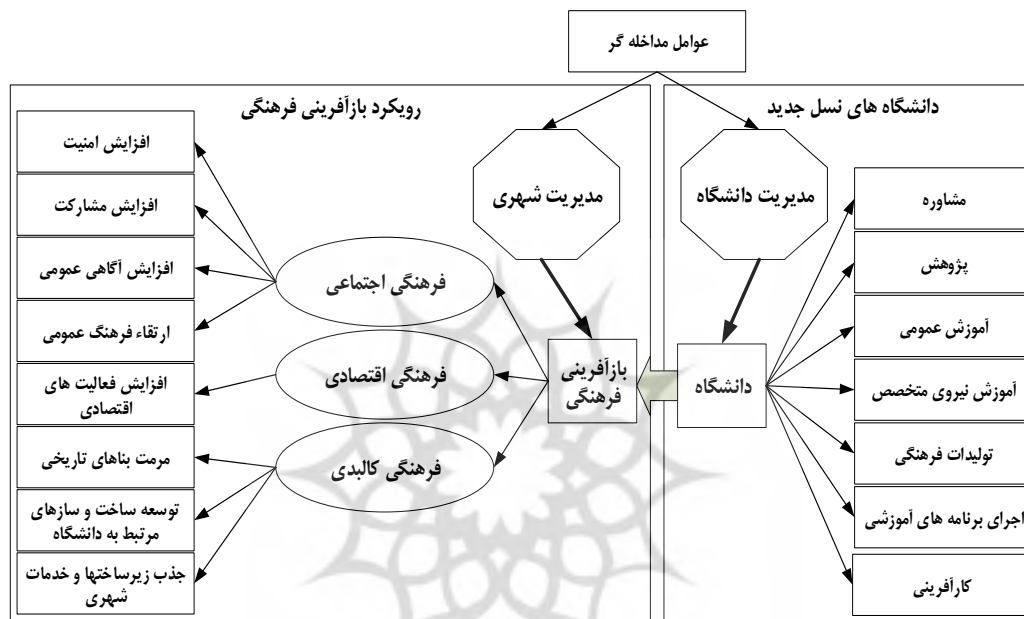 عوامل مداخله گر
دانشگاه های نسل جدید
مدیریت دانشگاه
دانشگاه
مشاوره
پژوهش
آموزش عمومی
آموزش نیروی متخصص
تولیدات فرهنگی
اجرای برنامه های آموزشی
کارآفرینی
رویکرد بازآفرینی فرهنگی
مدیریت شهری
بازآفرینی
فرهنگی
فرهنگی اجتماعی
فرهنگی اقتصادی
فرهنگی کالبدی
افزایش امنیت
افزایش مشارکت
افزایش آگاهی عمومی
ارتقاء فرهنگ عمومی
افزایش فعالیت های
اقتصادی
مرمت بناهای تاریخی
توسعه ساخت و سازهای
مرتبط به دانشگاه
جذب زیرساختها و خدمات
شهری